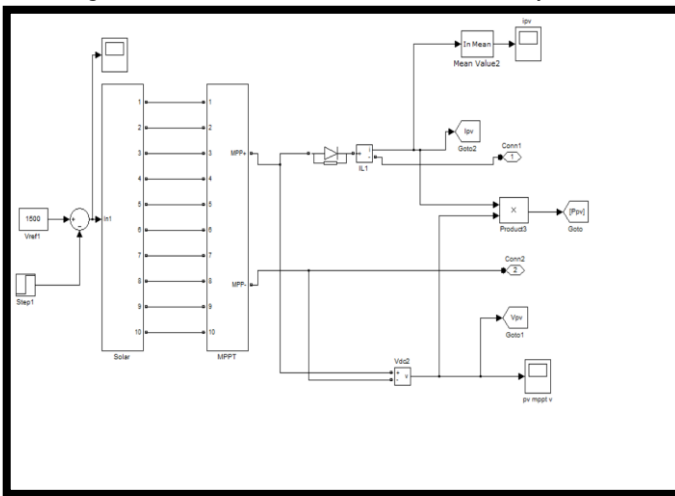 ipv
In Mean
Mean Value2
1 1
2 2
3 3
4 4
5 5
6 6
7 7
8 8
9 9
10 10
MPP+
MPP-
In1
Solar
MPPT
1500
Vref1
Step1
+
-
IL1
i
+
-
Ipv
Goto2
Conn1
1
×
Product3
[Ppv]
Goto
Conn2
2
Vpv
Goto1
Vdc2
+
-
v
pv mppt v